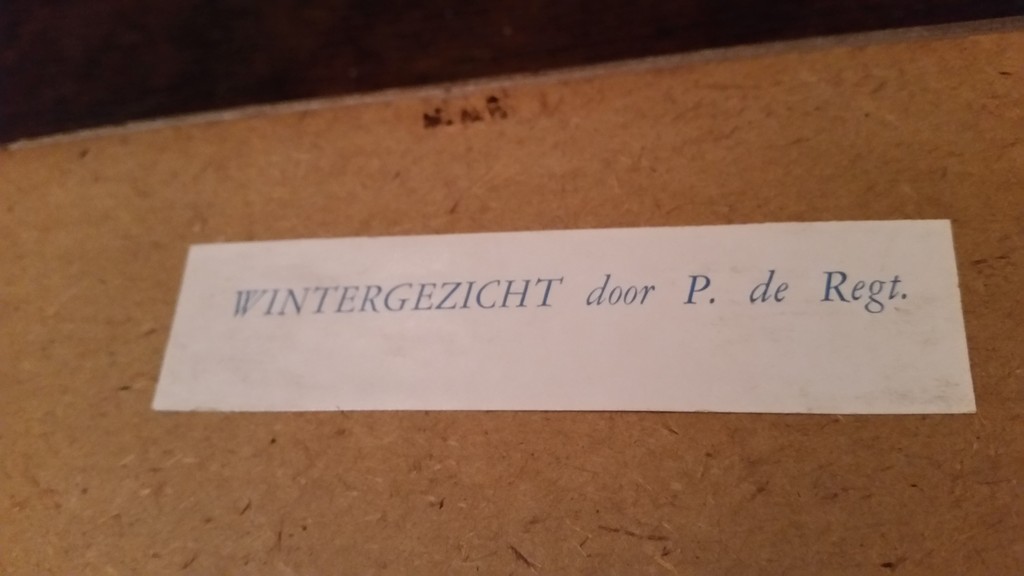 WINTERGEZICHT door P. de Regt.